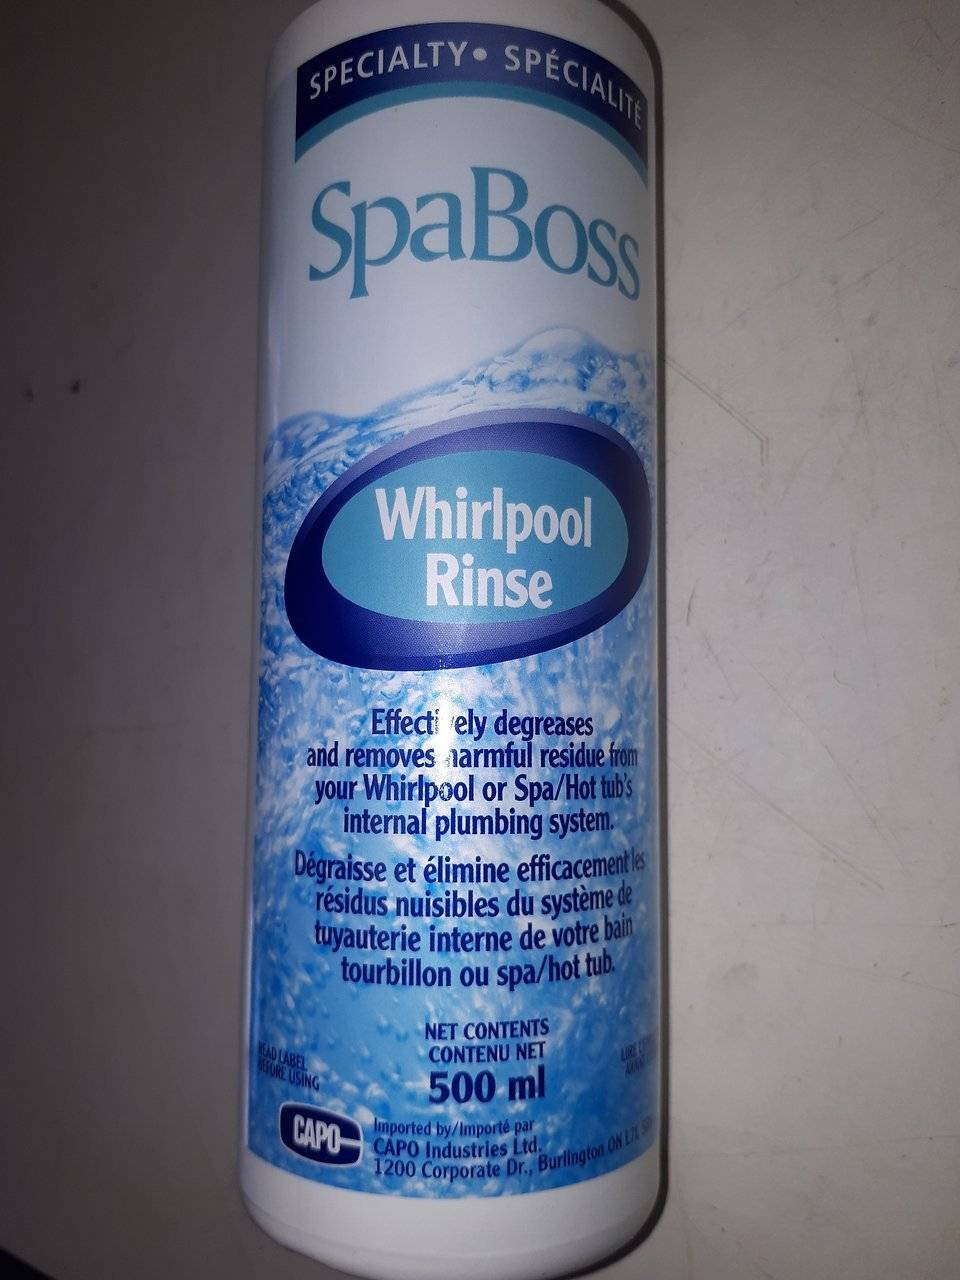 SPECIALTY • SPÉCIALITÉ
SpaBoss
Whirlpool
Rinse
Effectively degreases
and removes harmful residue from
your Whirlpool or Spa/Hot tub's
internal plumbing system.
Dégraisse et élimine efficacement les
résidus nuisibles du système de
tuyauterie interne de votre bain
tourbillon ou spa/hot tub.
NET CONTENTS
CONTENU NET
500 ml
READ LABEL
BEFORE USING
LIRE
CAPO
Imported by/Importé par
CAPO Industries Ltd.
1200 Corporate Dr., Burlington ON L7L